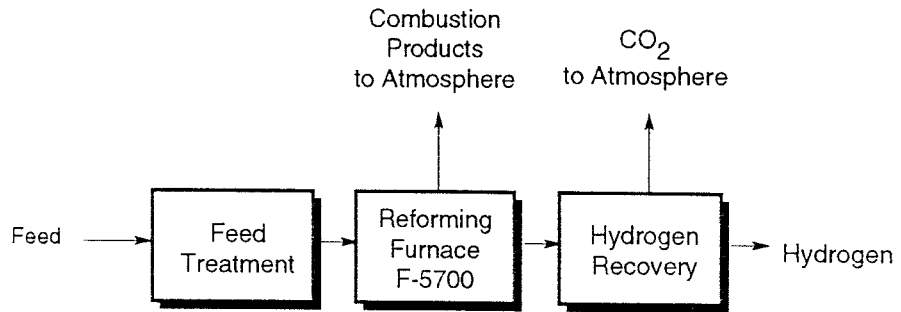 Combustion
Products
to Atmosphere
CO2
to Atmosphere
Feed
Feed
Treatment
Reforming
Furnace
F-5700
Hydrogen
Recovery
Hydrogen